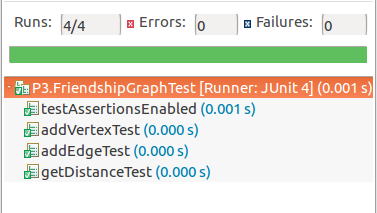 Runs: 4/4 Errors: 0 Failures: 0
P3.FriendshipGraphTest [Runner: JUnit 4] (0.001 s)
testAssertionsEnabled (0.001 s)
addVertexTest (0.000 s)
addEdgeTest (0.000 s)
getDistanceTest (0.000 s)